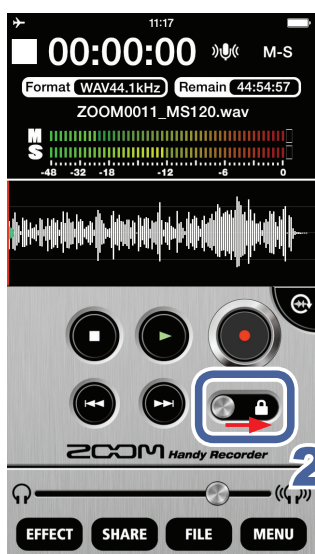 11:17
00:00:00 M-S
Format WAV44.1kHz Remain 44:54:57
ZOOM0011_MS120.wav
M
S
-48 -32 -18 -12 -6 0
2
ZOOM Handy Recorder
EFFECT SHARE FILE MENU